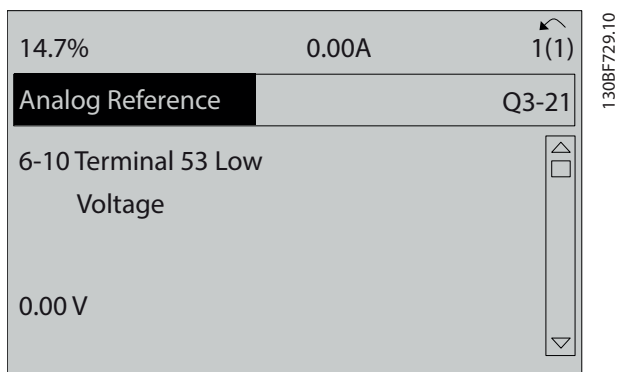 14.7% 0.00A 1(1)
Analog Reference Q3-21
6-10 Terminal 53 Low
Voltage
0.00 V
130BF729.10